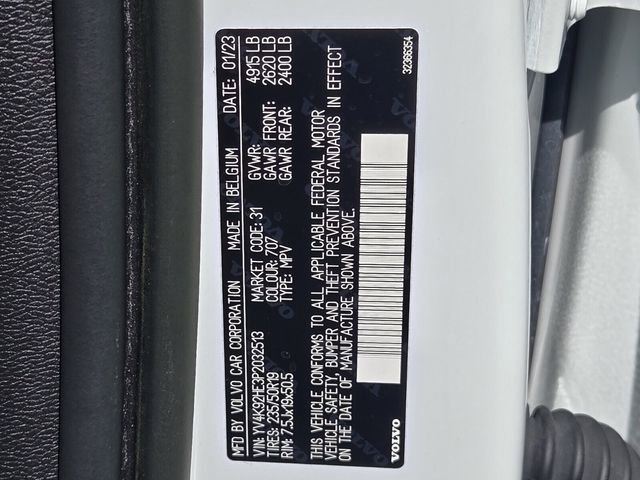 MFD BY VOLVO CAR CORPORATION MADE IN BELGIUM DATE: 01/23
VIN: YV4K92HE3P2032513 MARKET CODE: 31 GVWR: 4915 LB
TIRES: 235/50R19 COLOUR: 707 GAWR FRONT: 2620 LB
RIM: 7.5Jx19x50.5 TYPE: MPV GAWR REAR: 2400 LB
THIS VEHICLE CONFORMS TO ALL APPLICABLE FEDERAL MOTOR
VEHICLE SAFETY, BUMPER AND THEFT PREVENTION STANDARDS IN EFFECT
ON DATE OF MANUFACTURE SHOWN ABOVE.
VOLVO VOLVO 32366354